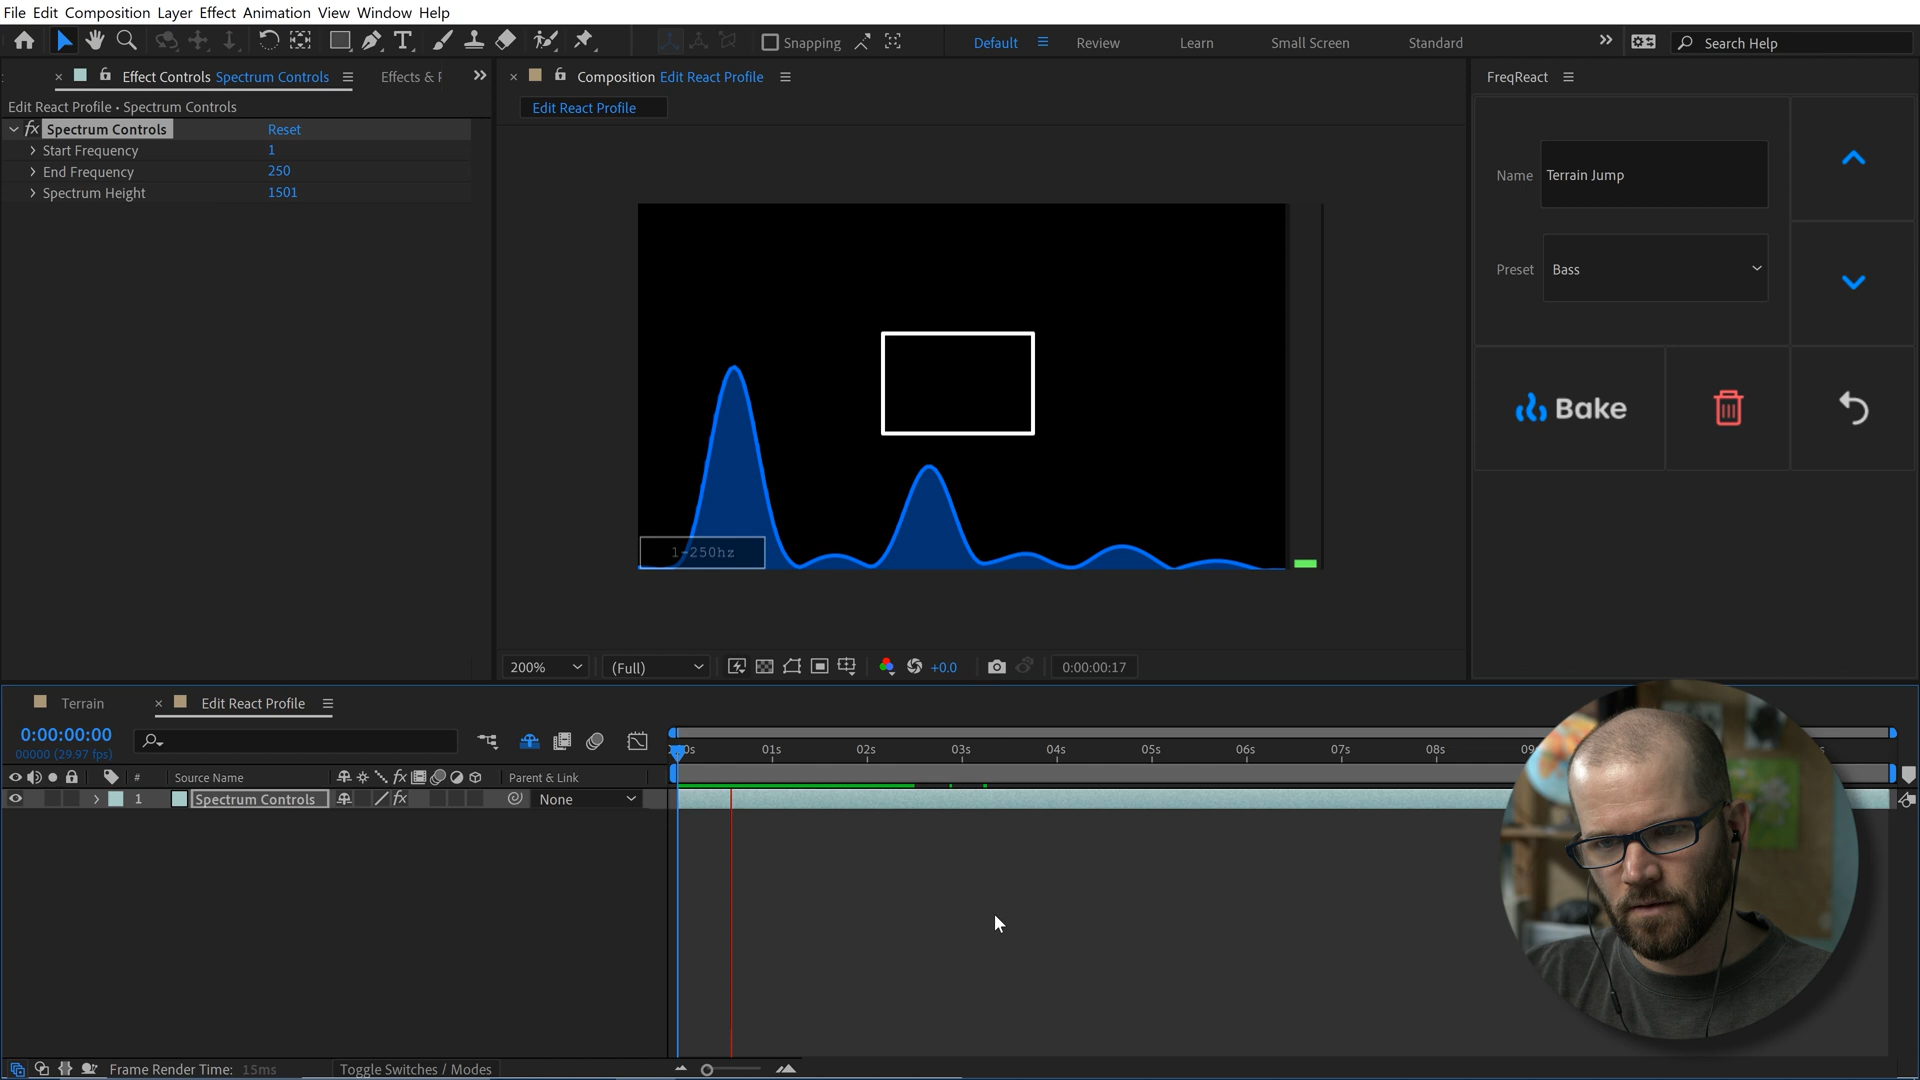 File Edit Composition Layer Effect Animation View Window Help
Snapping
Default
Review
Learn
Small Screen
Standard
Search Help
Effect Controls Spectrum Controls
Effects & F
Composition Edit React Profile
FreqReact
Edit React Profile • Spectrum Controls
Edit React Profile
fx Spectrum Controls Reset
Start Frequency 1
End Frequency 250
Spectrum Height 1501
Name Terrain Jump
Preset Bass
Bake
1-250hz
200%
(Full)
+0.0
0:00:00:17
Terrain
Edit React Profile
0:00:00:00
00000 (29.97 fps)
01s 02s 03s 04s 05s 06s 07s 08s
# Source Name fx Parent & Link
1 Spectrum Controls fx None
Frame Render Time: 15ms
Toggle Switches / Modes